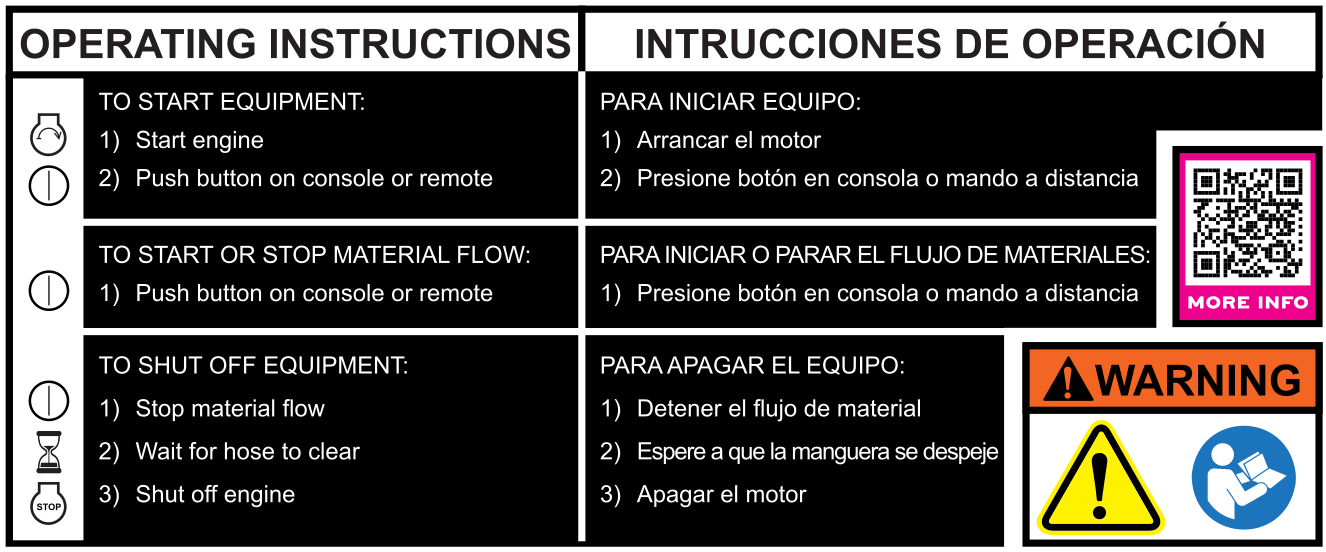 OPERATING INSTRUCTIONS
TO START EQUIPMENT:
1) Start engine
2) Push button on console or remote
TO START OR STOP MATERIAL FLOW:
1) Push button on console or remote
TO SHUT OFF EQUIPMENT:
1) Stop material flow
2) Wait for hose to clear
3) Shut off engine
STOP
INTRUCCIONES DE OPERACIÓN
PARA INICIAR EQUIPO:
1) Arrancar el motor
2) Presione botón en consola o mando a distancia
PARA INICIAR O PARAR EL FLUJO DE MATERIALES:
1) Presione botón en consola o mando a distancia
PARA APAGAR EL EQUIPO:
1) Detener el flujo de material
2) Espere a que la manguera se despeje
3) Apagar el motor
MORE INFO
WARNING